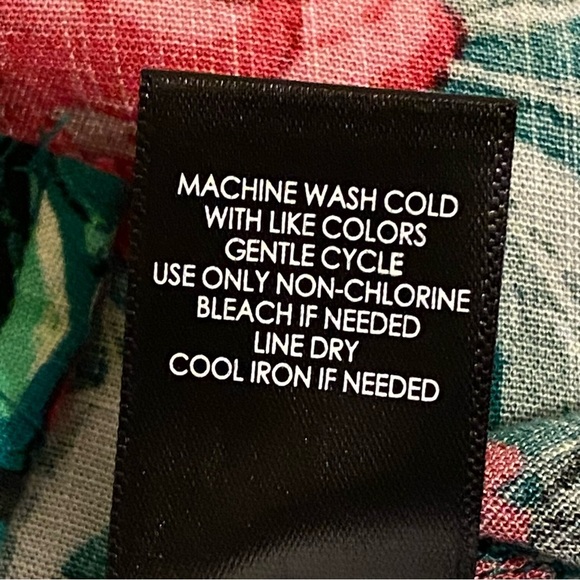 MACHINE WASH COLD
WITH LIKE COLORS
GENTLE CYCLE
USE ONLY NON-CHLORINE
BLEACH IF NEEDED
LINE DRY
COOL IRON IF NEEDED